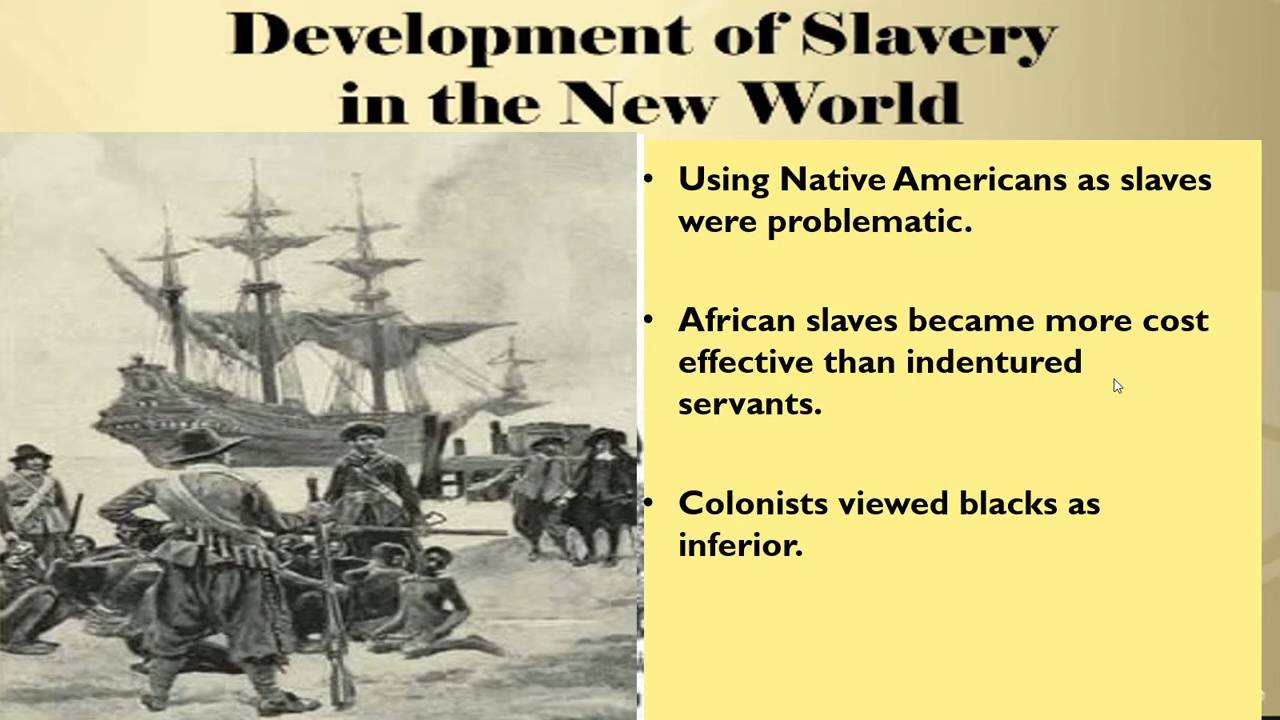 Development of Slavery
in the New World
• Using Native Americans as slaves
were problematic.
• African slaves became more cost
effective than indentured
servants.
• Colonists viewed blacks as
inferior.